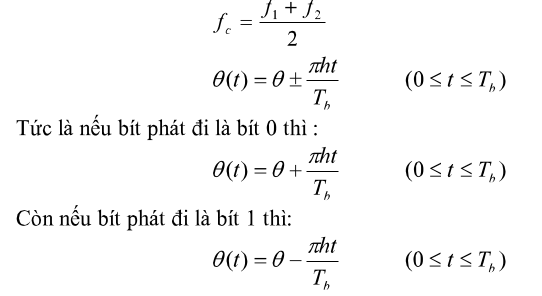 f_c = (f_1 + f_2) / 2
θ(t) = θ ± πht / T_b (0 ≤ t ≤ T_b)
Tức là nếu bít phát đi là bít 0 thì :
θ(t) = θ + πht / T_b (0 ≤ t ≤ T_b)
Còn nếu bít phát đi là bít 1 thì:
θ(t) = θ − πht / T_b (0 ≤ t ≤ T_b)